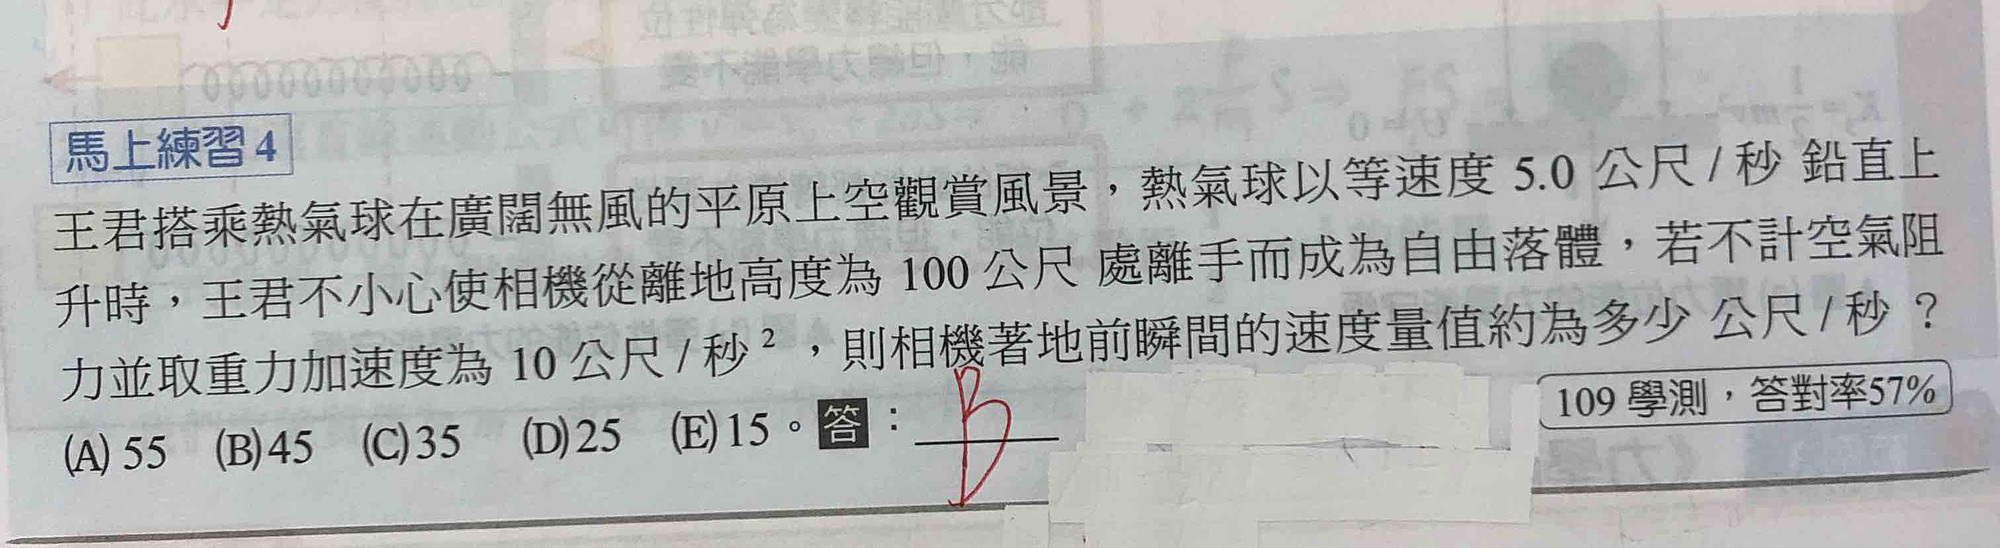 馬上練習4
王君搭乘熱氣球在廣闊無風的平原上空觀賞風景，熱氣球以等速度 5.0 公尺 / 秒 鉛直上
升時，王君不小心使相機從離地高度為 100 公尺 處離手而成為自由落體，若不計空氣阻
力並取重力加速度為 10 公尺 / 秒²，則相機著地前瞬間的速度量值約為多少 公尺 / 秒？
(A) 55 (B) 45 (C) 35 (D) 25 (E) 15。答：B
109 學測，答對率57%